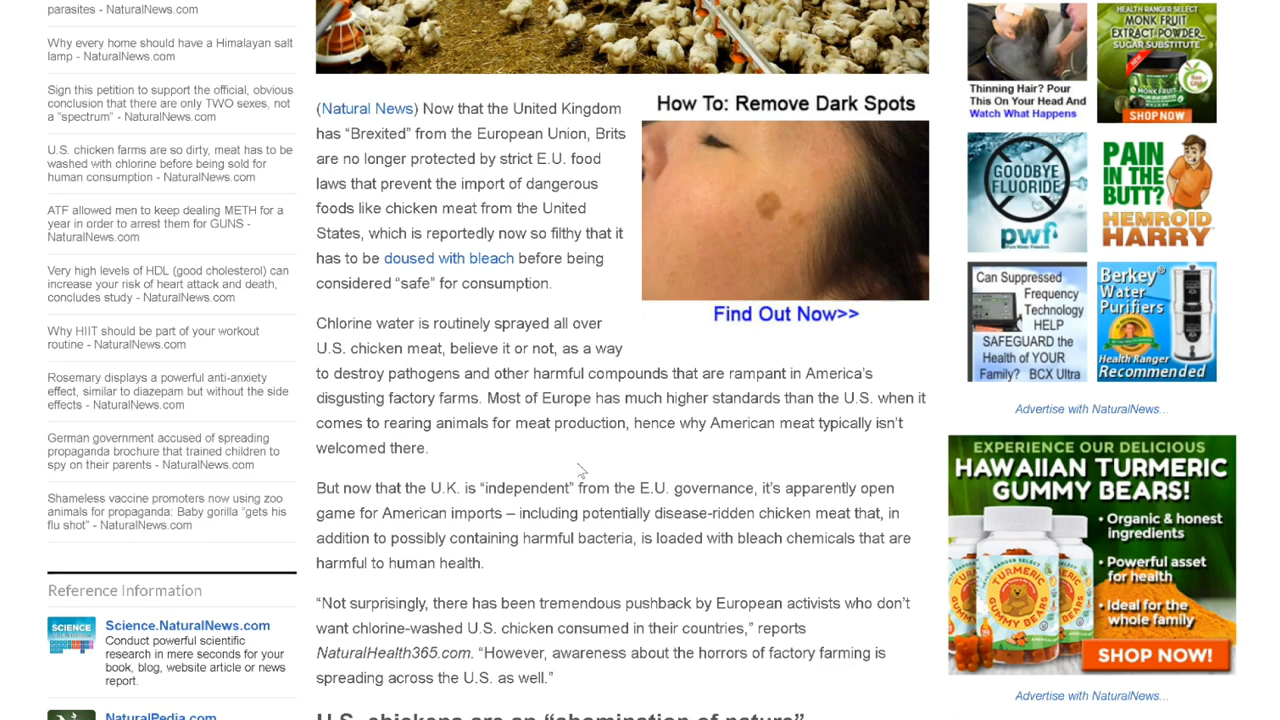 parasites - NaturalNews.com
Why every home should have a Himalayan salt
lamp - NaturalNews.com
Sign this petition to support the official, obvious
conclusion that there are only TWO sexes, not
a “spectrum” - NaturalNews.com
U.S. chicken farms are so dirty, meat has to be
washed with chlorine before being sold for
human consumption - NaturalNews.com
ATF allowed men to keep dealing METH for a
year in order to arrest them for GUNS -
NaturalNews.com
Very high levels of HDL (good cholesterol) can
increase your risk of heart attack and death,
concludes study - NaturalNews.com
Why HIIT should be part of your workout
routine - NaturalNews.com
Rosemary displays a powerful anti-anxiety
effect, similar to diazepam but without the side
effects - NaturalNews.com
German government accused of spreading
propaganda brochure that trained children to
spy on their parents - NaturalNews.com
Shameless vaccine promoters now using zoo
animals for propaganda: Baby gorilla “gets his
flu shot” - NaturalNews.com
Reference Information
SCIENCE
Science.NaturalNews.com
Conduct powerful scientific
research in mere seconds for your
book, blog, website article or news
report.
NaturalPedia.com
(Natural News) Now that the United Kingdom
has “Brexited” from the European Union, Brits
are no longer protected by strict E.U. food
laws that prevent the import of dangerous
foods like chicken meat from the United
States, which is reportedly now so filthy that it
has to be doused with bleach before being
considered “safe” for consumption.
Chlorine water is routinely sprayed all over
U.S. chicken meat, believe it or not, as a way
to destroy pathogens and other harmful compounds that are rampant in America’s
disgusting factory farms. Most of Europe has much higher standards than the U.S. when it
comes to rearing animals for meat production, hence why American meat typically isn’t
welcomed there.
But now that the U.K. is “independent” from the E.U. governance, it’s apparently open
game for American imports – including potentially disease-ridden chicken meat that, in
addition to possibly containing harmful bacteria, is loaded with bleach chemicals that are
harmful to human health.
“Not surprisingly, there has been tremendous pushback by European activists who don’t
want chlorine-washed U.S. chicken consumed in their countries,” reports
NaturalHealth365.com. “However, awareness about the horrors of factory farming is
spreading across the U.S. as well.”
U.S. chickens are an “abomination of nature”
How To: Remove Dark Spots
Find Out Now>>
Thinning Hair? Pour
This On Your Head And
Watch What Happens
HEALTH RANGER SELECT
MONK FRUIT
EXTRACT POWDER
SUGAR SUBSTITUTE
MONK FRUIT
SHOP NOW
GOODBYE
FLUORIDE
pwf
Pure Water Freedom
PAIN
IN THE
BUTT?
HEMROID
HARRY
Can Suppressed
Frequency
Technology
HELP
SAFEGUARD the
Health of YOUR
Family? BCX Ultra
Berkey®
Water
Purifiers
Health Ranger
Recommended
Advertise with NaturalNews...
EXPERIENCE OUR DELICIOUS
HAWAIIAN TURMERIC
GUMMY BEARS!
• Organic & honest
ingredients
• Powerful asset
for health
• Ideal for the
whole family
HEALTH RANGER SELECT
TURMERIC
GUMMY BEARS
SHOP NOW!
Advertise with NaturalNews...